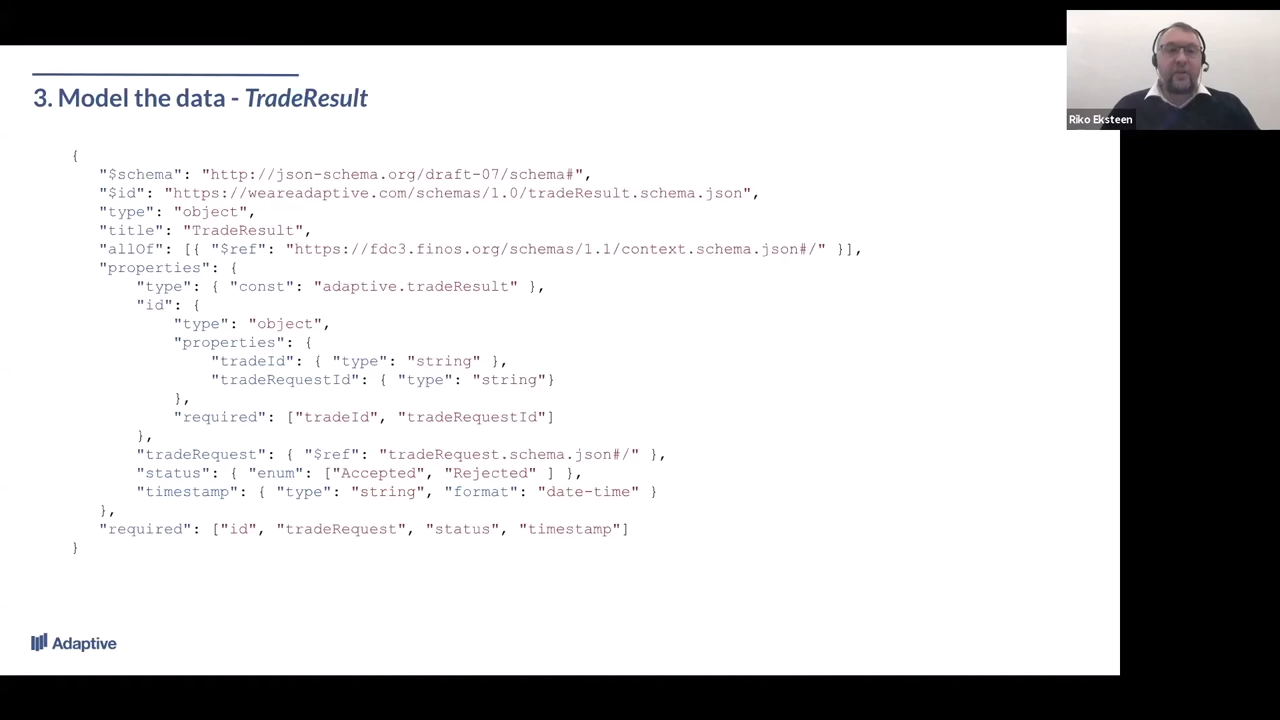 3. Model the data - TradeResult
{
"$schema": "http://json-schema.org/draft-07/schema#",
"$id": "https://weareadaptive.com/schemas/1.0/tradeResult.schema.json",
"type": "object",
"title": "TradeResult",
"allOf": [{ "$ref": "https://fdc3.finos.org/schemas/1.1/context.schema.json#/" }],
"properties": {
"type": { "const": "adaptive.tradeResult" },
"id": {
"type": "object",
"properties": {
"tradeId": { "type": "string" },
"tradeRequestId": { "type": "string"}
},
"required": ["tradeId", "tradeRequestId"]
},
"tradeRequest": { "$ref": "tradeRequest.schema.json#/" },
"status": { "enum": ["Accepted", "Rejected" ] },
"timestamp": { "type": "string", "format": "date-time" }
},
"required": ["id", "tradeRequest", "status", "timestamp"]
}
Adaptive
Riko Eksteen